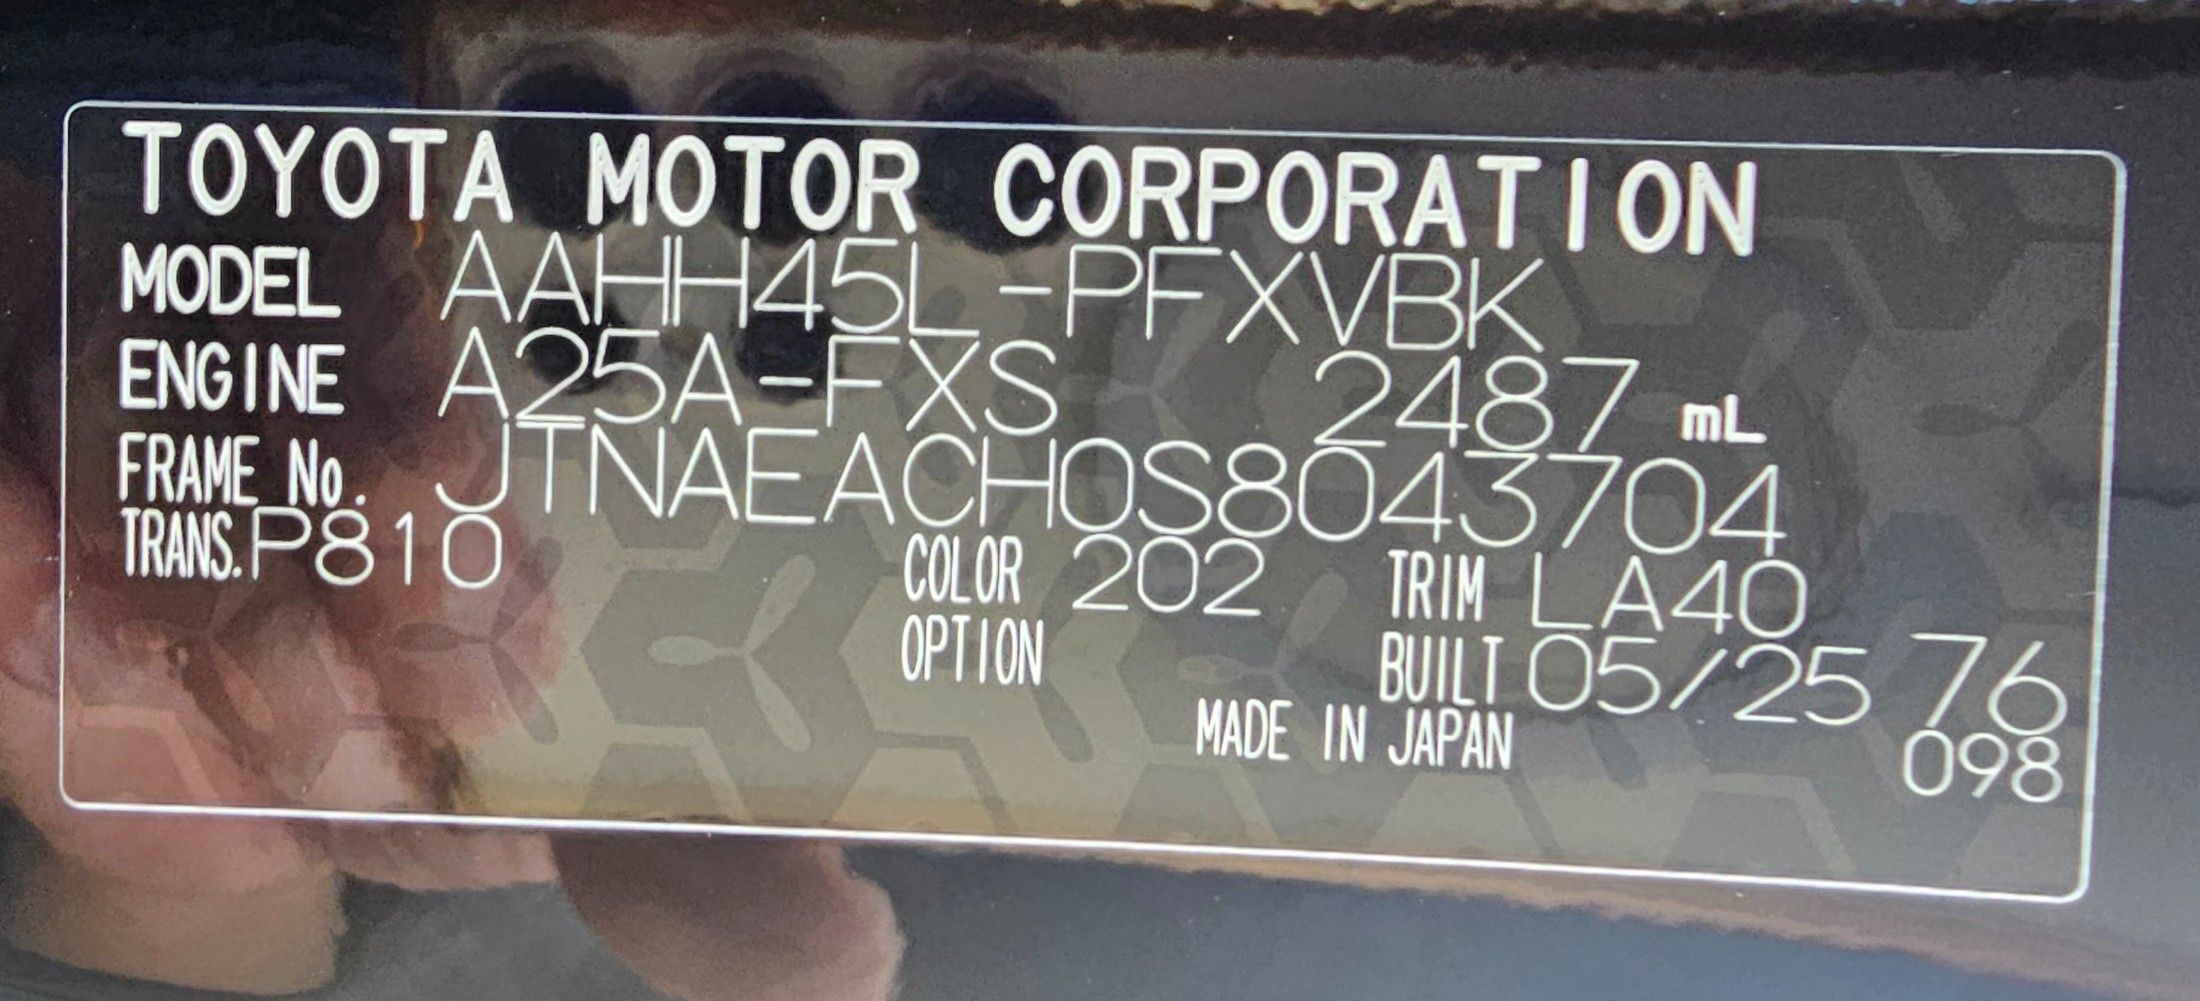 TOYOTA MOTOR CORPORATION
MODEL AAHH45L-PFXVBK
ENGINE A25A-FXS 2487 mL
FRAME No. JTNAEACH0S8043704
TRANS. P810 COLOR 202 TRIM LA40
OPTION BUILT 05/25 76
MADE IN JAPAN 098